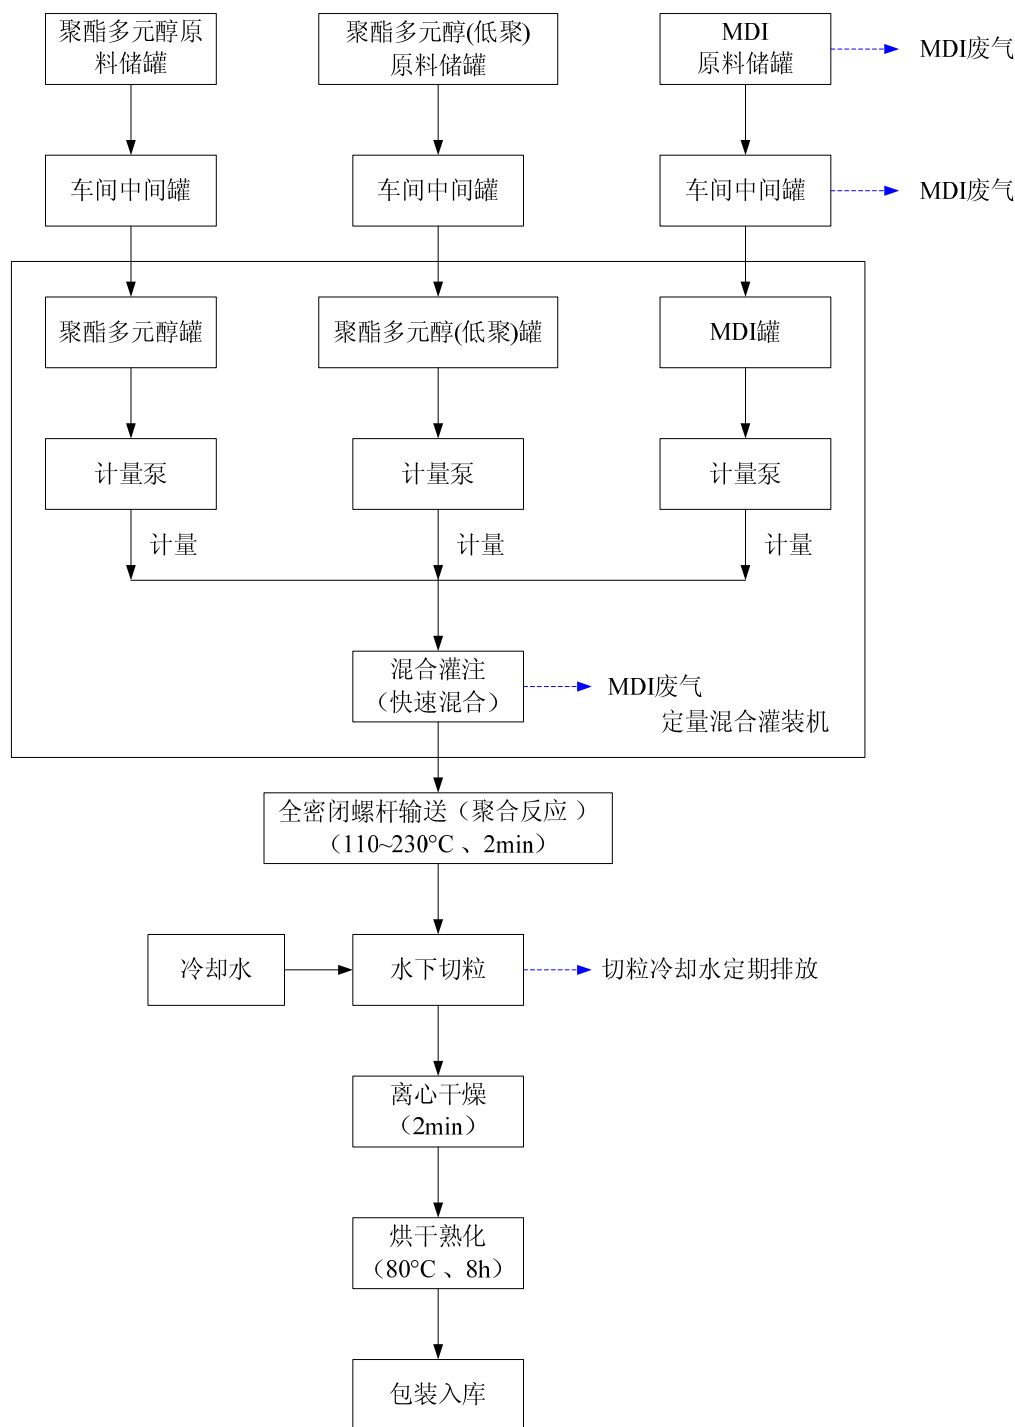 聚酯多元醇原
料储罐
聚酯多元醇(低聚)
原料储罐
MDI
原料储罐
MDI废气
车间中间罐
车间中间罐
车间中间罐
MDI废气
聚酯多元醇罐
聚酯多元醇(低聚)罐
MDI罐
计量泵
计量泵
计量泵
计量
计量
计量
混合灌注
（快速混合）
MDI废气
定量混合灌装机
全密闭螺杆输送（聚合反应 ）
（110~230°C 、2min）
冷却水
水下切粒
切粒冷却水定期排放
离心干燥
（2min）
烘干熟化
（80°C 、8h）
包装入库